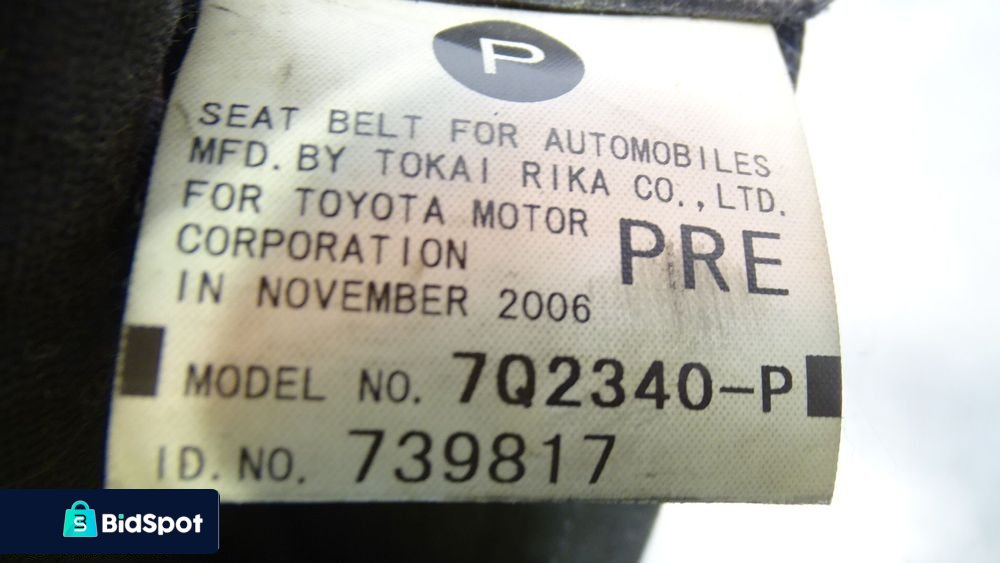 P
SEAT BELT FOR AUTOMOBILES
MFD. BY TOKAI RIKA CO., LTD.
FOR TOYOTA MOTOR
CORPORATION
PRE
IN NOVEMBER 2006
MODEL NO. 7Q2340-P
ID. NO. 739817
BidSpot